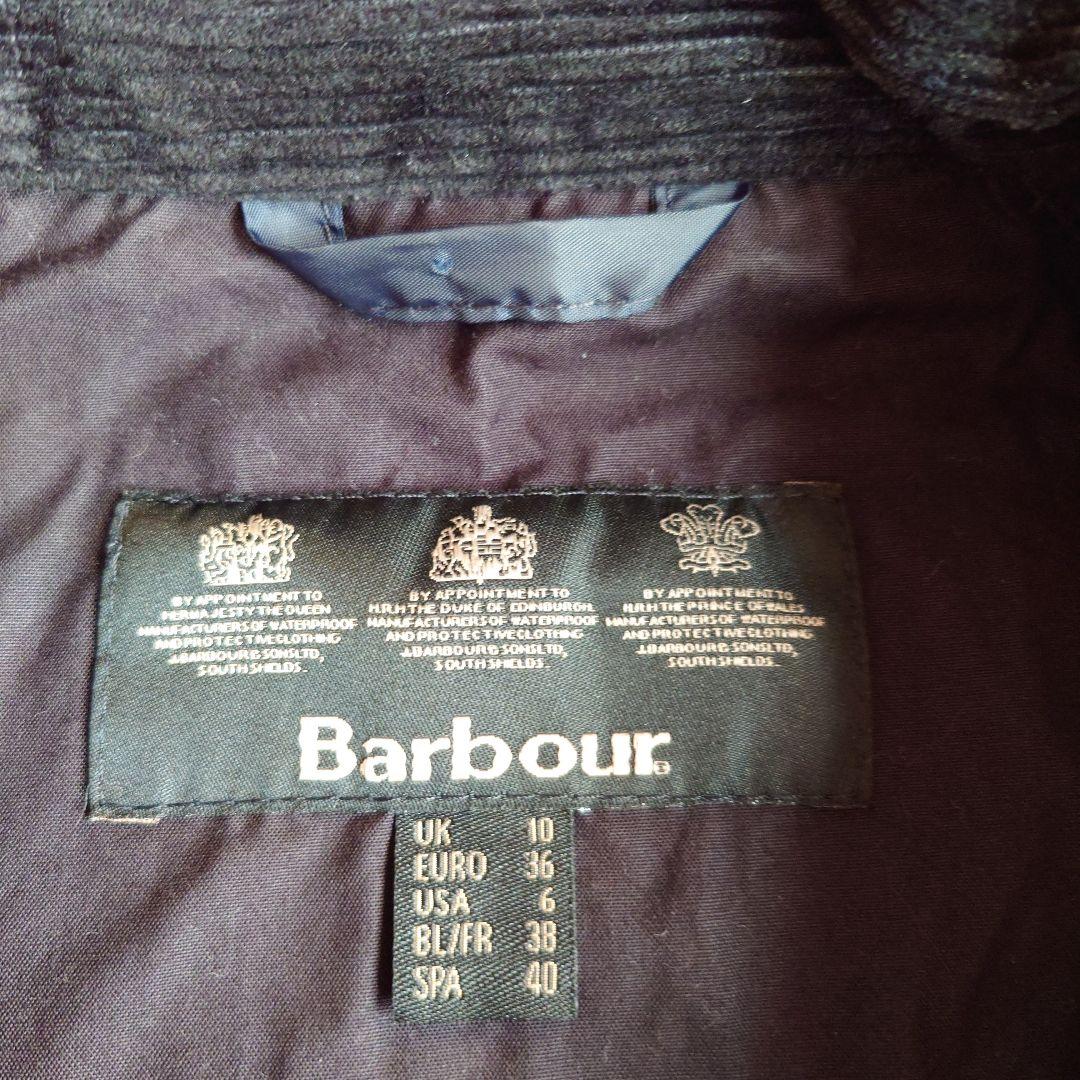 BY APPOINTMENT TO
HER MAJESTY THE QUEEN
MANUFACTURERS OF WATERPROOF
AND PROTECTIVE CLOTHING
J.BARBOUR & SONS LTD,
SOUTH SHIELDS.
BY APPOINTMENT TO
H.R.H THE DUKE OF EDINBURGH.
MANUFACTURERS OF WATERPROOF
AND PROTECTIVE CLOTHING
J.BARBOUR & SONS LTD,
SOUTH SHIELDS.
BY APPOINTMENT TO
H.R.H THE PRINCE OF WALES
MANUFACTURERS OF WATERPROOF
AND PROTECTIVE CLOTHING
J.BARBOUR & SONS LTD,
SOUTH SHIELDS.
Barbour®
UK 10
EURO 36
USA 6
BL/FR 38
SPA 40